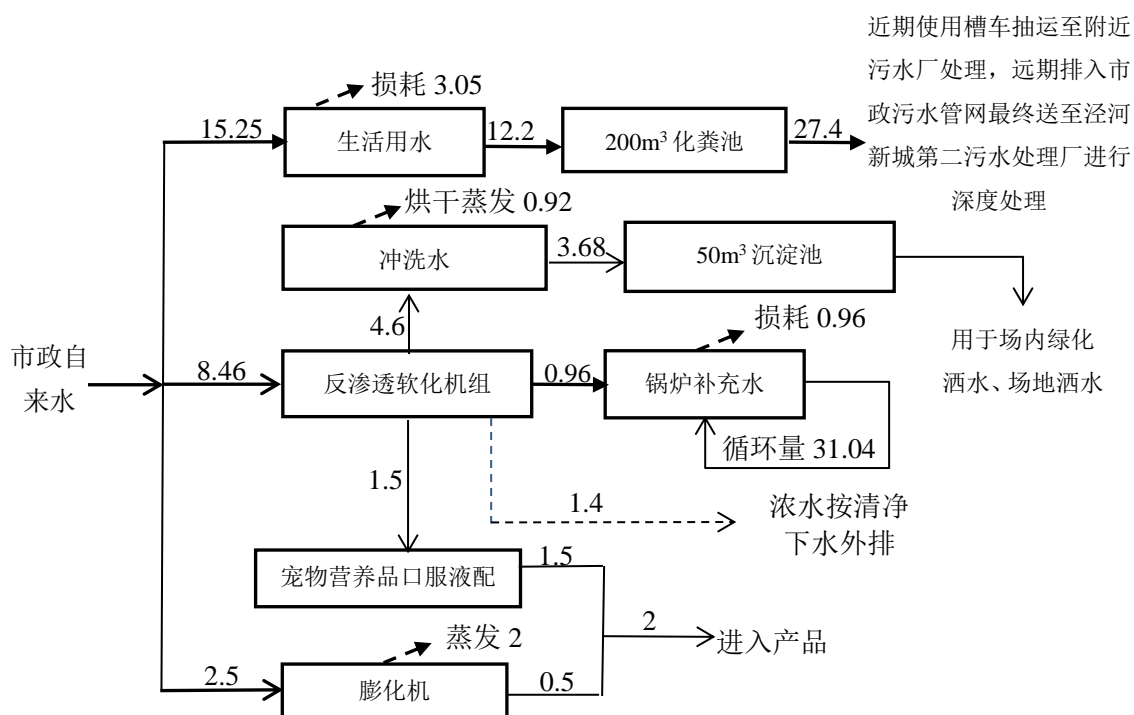 近期使用槽车抽运至附近
污水厂处理，远期排入市
政污水管网最终送至泾河
新城第二污水处理厂进行
深度处理
损耗 3.05
15.25
生活用水
12.2
200m³ 化粪池
27.4
烘干蒸发 0.92
冲洗水
3.68
50m³ 沉淀池
4.6
损耗 0.96
用于场内绿化
洒水、场地洒水
市政自
来水
8.46
反渗透软化机组
0.96
锅炉补充水
循环量 31.04
1.5
1.4
浓水按清净
下水外排
宠物营养品口服液配
1.5
2
进入产品
蒸发 2
2.5
膨化机
0.5